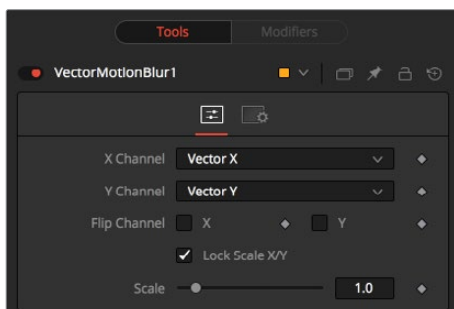 Tools Modifiers
VectorMotionBlur1
X Channel Vector X
Y Channel Vector Y
Flip Channel X Y
Lock Scale X/Y
Scale 1.0